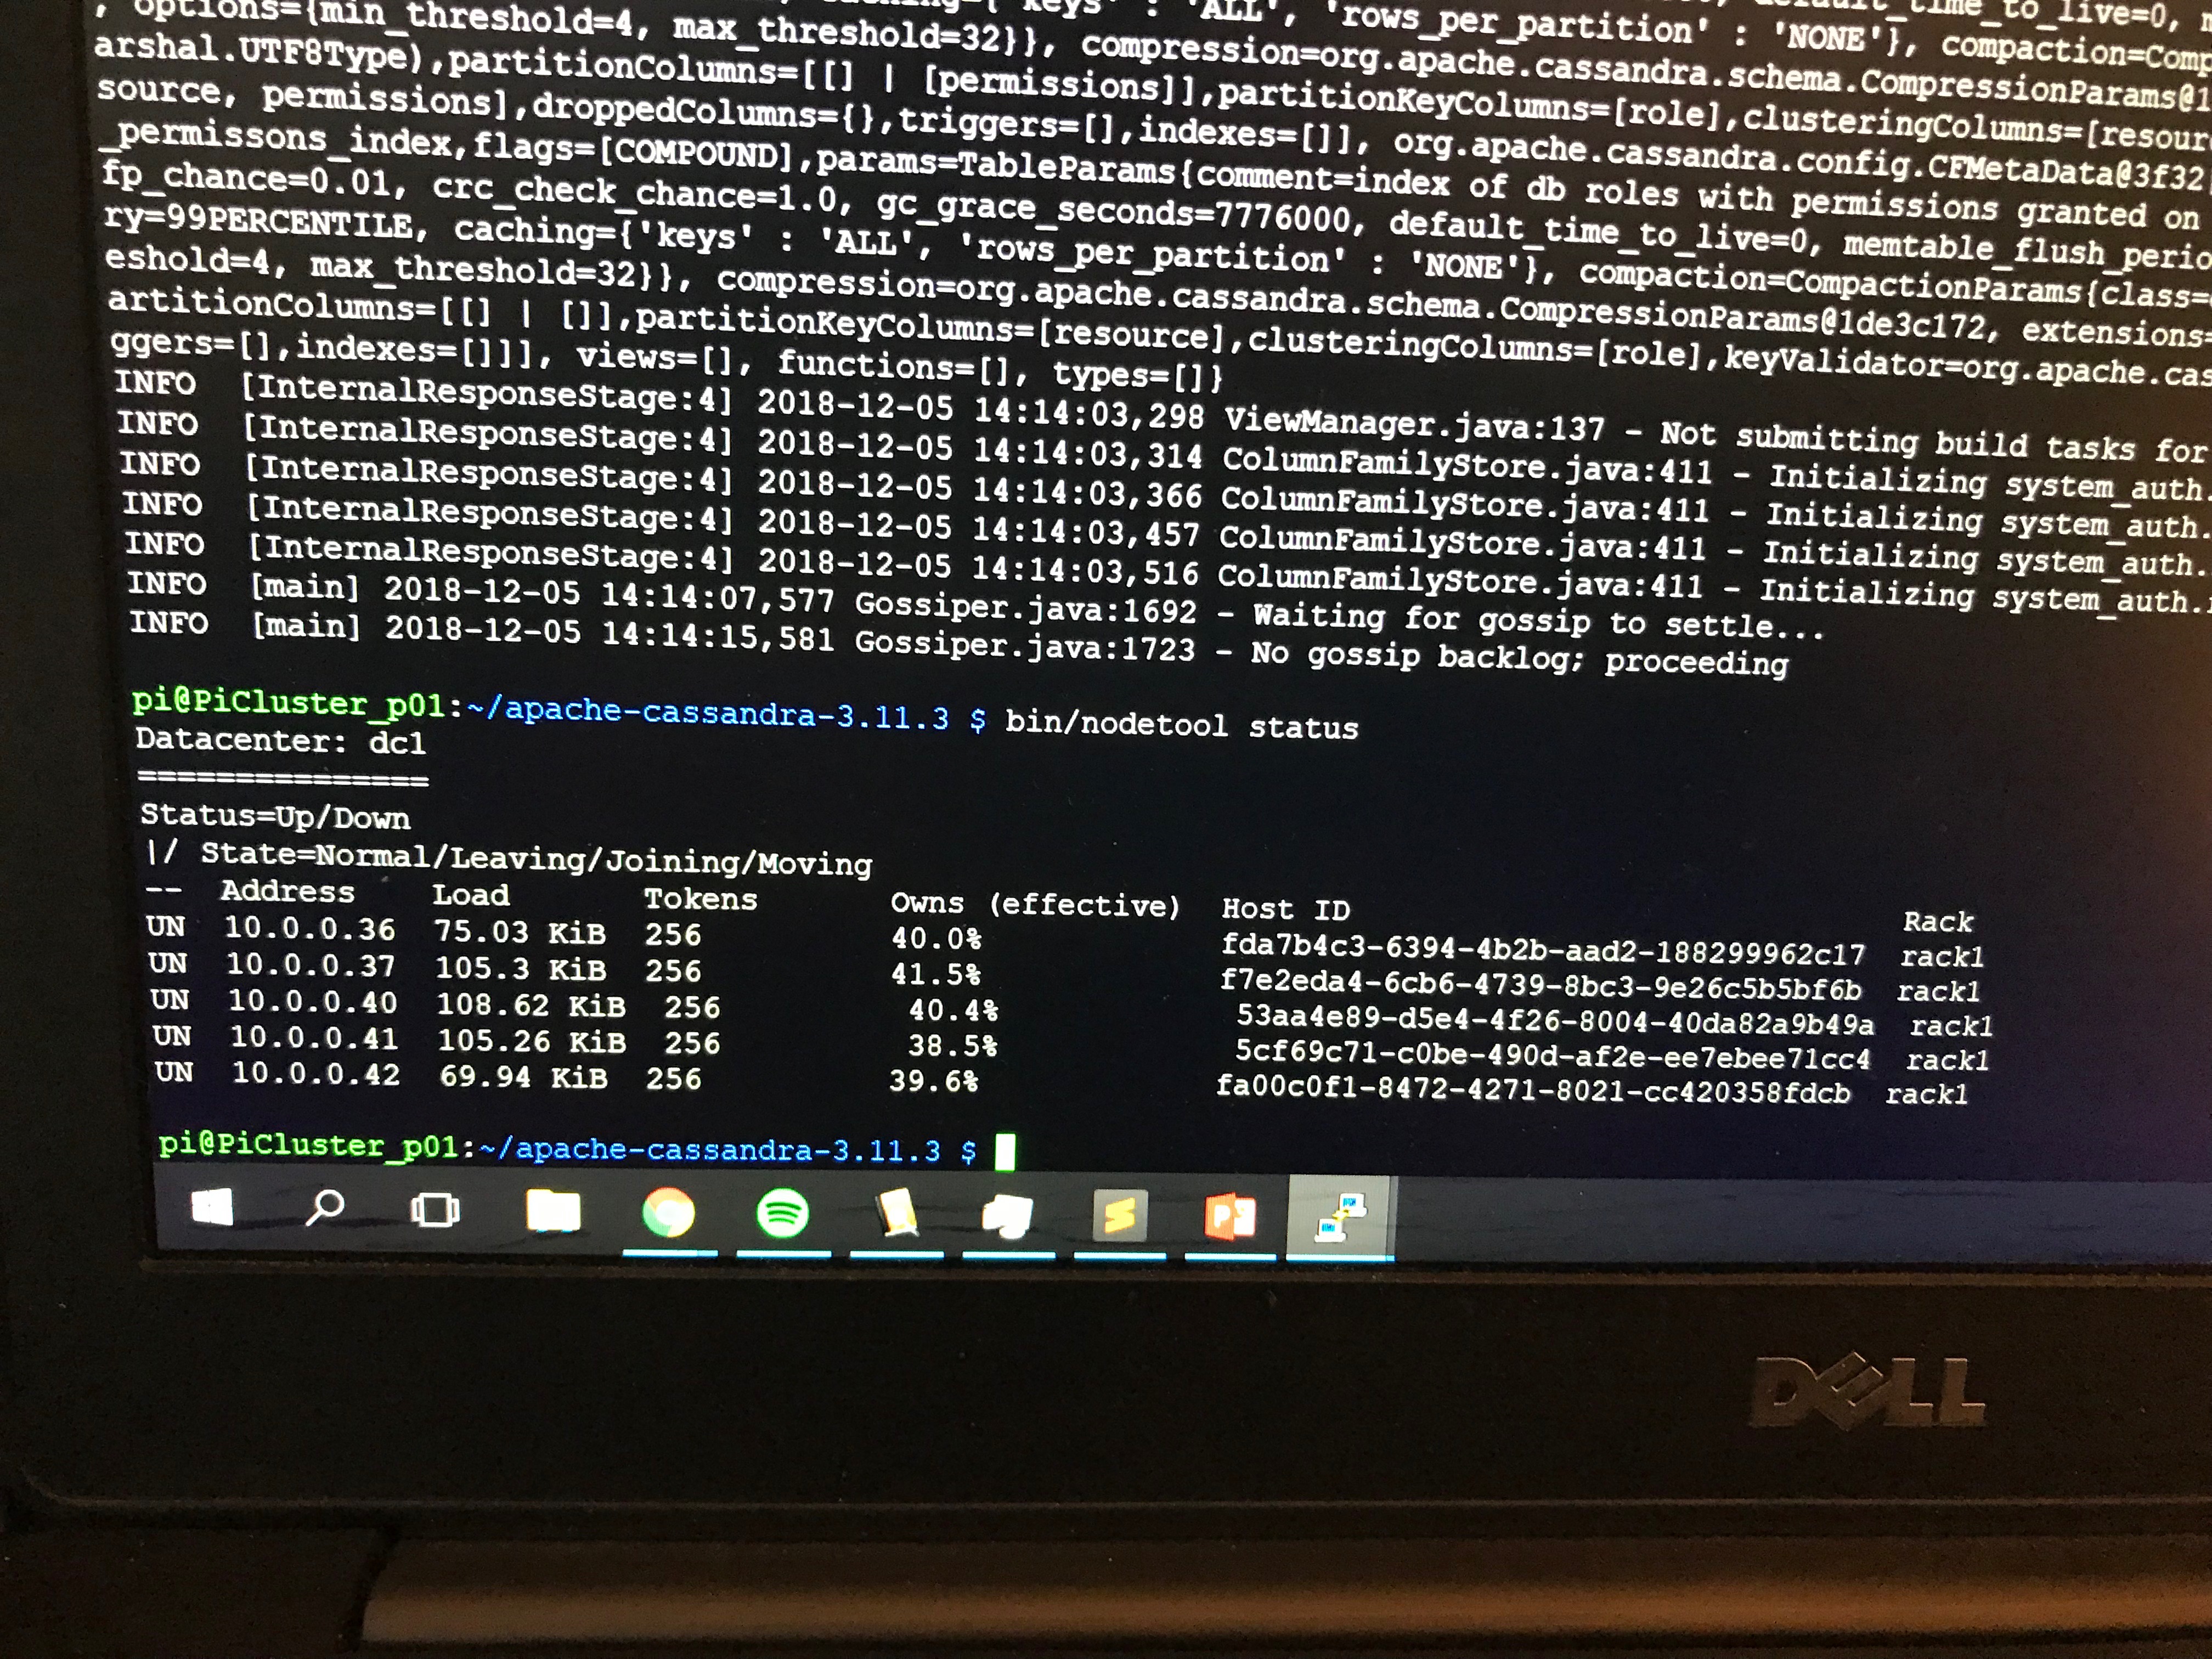 , options={min_threshold=4, max_threshold=32}}, compression=org.apache.cassandra.schema.CompressionParams@1
'keys' : 'ALL', 'rows_per_partition' : 'NONE'}, compaction=Comp
arshal.UTF8Type),partitionColumns=[[] | [permissions]],partitionKeyColumns=[role],clusteringColumns=[resour
source, permissions],droppedColumns={},triggers=[],indexes=[]], org.apache.cassandra.config.CFMetaData@3f32
_permissons_index,flags=[COMPOUND],params=TableParams{comment=index of db roles with permissions granted on
fp_chance=0.01, crc_check_chance=1.0, gc_grace_seconds=7776000, default_time_to_live=0, memtable_flush_perio
ry=99PERCENTILE, caching={'keys' : 'ALL', 'rows_per_partition' : 'NONE'}, compaction=CompactionParams{class=
eshold=4, max_threshold=32}}, compression=org.apache.cassandra.schema.CompressionParams@1de3c172, extensions=
artitionColumns=[[] | []],partitionKeyColumns=[resource],clusteringColumns=[role],keyValidator=org.apache.cas
ggers=[],indexes=[]]], views=[], functions=[], types=[]}
INFO [InternalResponseStage:4] 2018-12-05 14:14:03,298 ViewManager.java:137 - Not submitting build tasks for
INFO [InternalResponseStage:4] 2018-12-05 14:14:03,314 ColumnFamilyStore.java:411 - Initializing system_auth.
INFO [InternalResponseStage:4] 2018-12-05 14:14:03,366 ColumnFamilyStore.java:411 - Initializing system_auth.
INFO [InternalResponseStage:4] 2018-12-05 14:14:03,457 ColumnFamilyStore.java:411 - Initializing system_auth.
INFO [InternalResponseStage:4] 2018-12-05 14:14:03,516 ColumnFamilyStore.java:411 - Initializing system_auth.
INFO [main] 2018-12-05 14:14:07,577 Gossiper.java:1692 - Waiting for gossip to settle...
INFO [main] 2018-12-05 14:14:15,581 Gossiper.java:1723 - No gossip backlog; proceeding
pi@PiCluster_p01:~/apache-cassandra-3.11.3 $ bin/nodetool status
Datacenter: dc1
===============
Status=Up/Down
|/ State=Normal/Leaving/Joining/Moving
-- Address Load Tokens Owns (effective) Host ID Rack
UN 10.0.0.36 75.03 KiB 256 40.0% fda7b4c3-6394-4b2b-aad2-188299962c17 rack1
UN 10.0.0.37 105.3 KiB 256 41.5% f7e2eda4-6cb6-4739-8bc3-9e26c5b5bf6b rack1
UN 10.0.0.40 108.62 KiB 256 40.4% 53aa4e89-d5e4-4f26-8004-40da82a9b49a rack1
UN 10.0.0.41 105.26 KiB 256 38.5% 5cf69c71-c0be-490d-af2e-ee7ebee71cc4 rack1
UN 10.0.0.42 69.94 KiB 256 39.6% fa00c0f1-8472-4271-8021-cc420358fdcb rack1
pi@PiCluster_p01:~/apache-cassandra-3.11.3 $
DELL